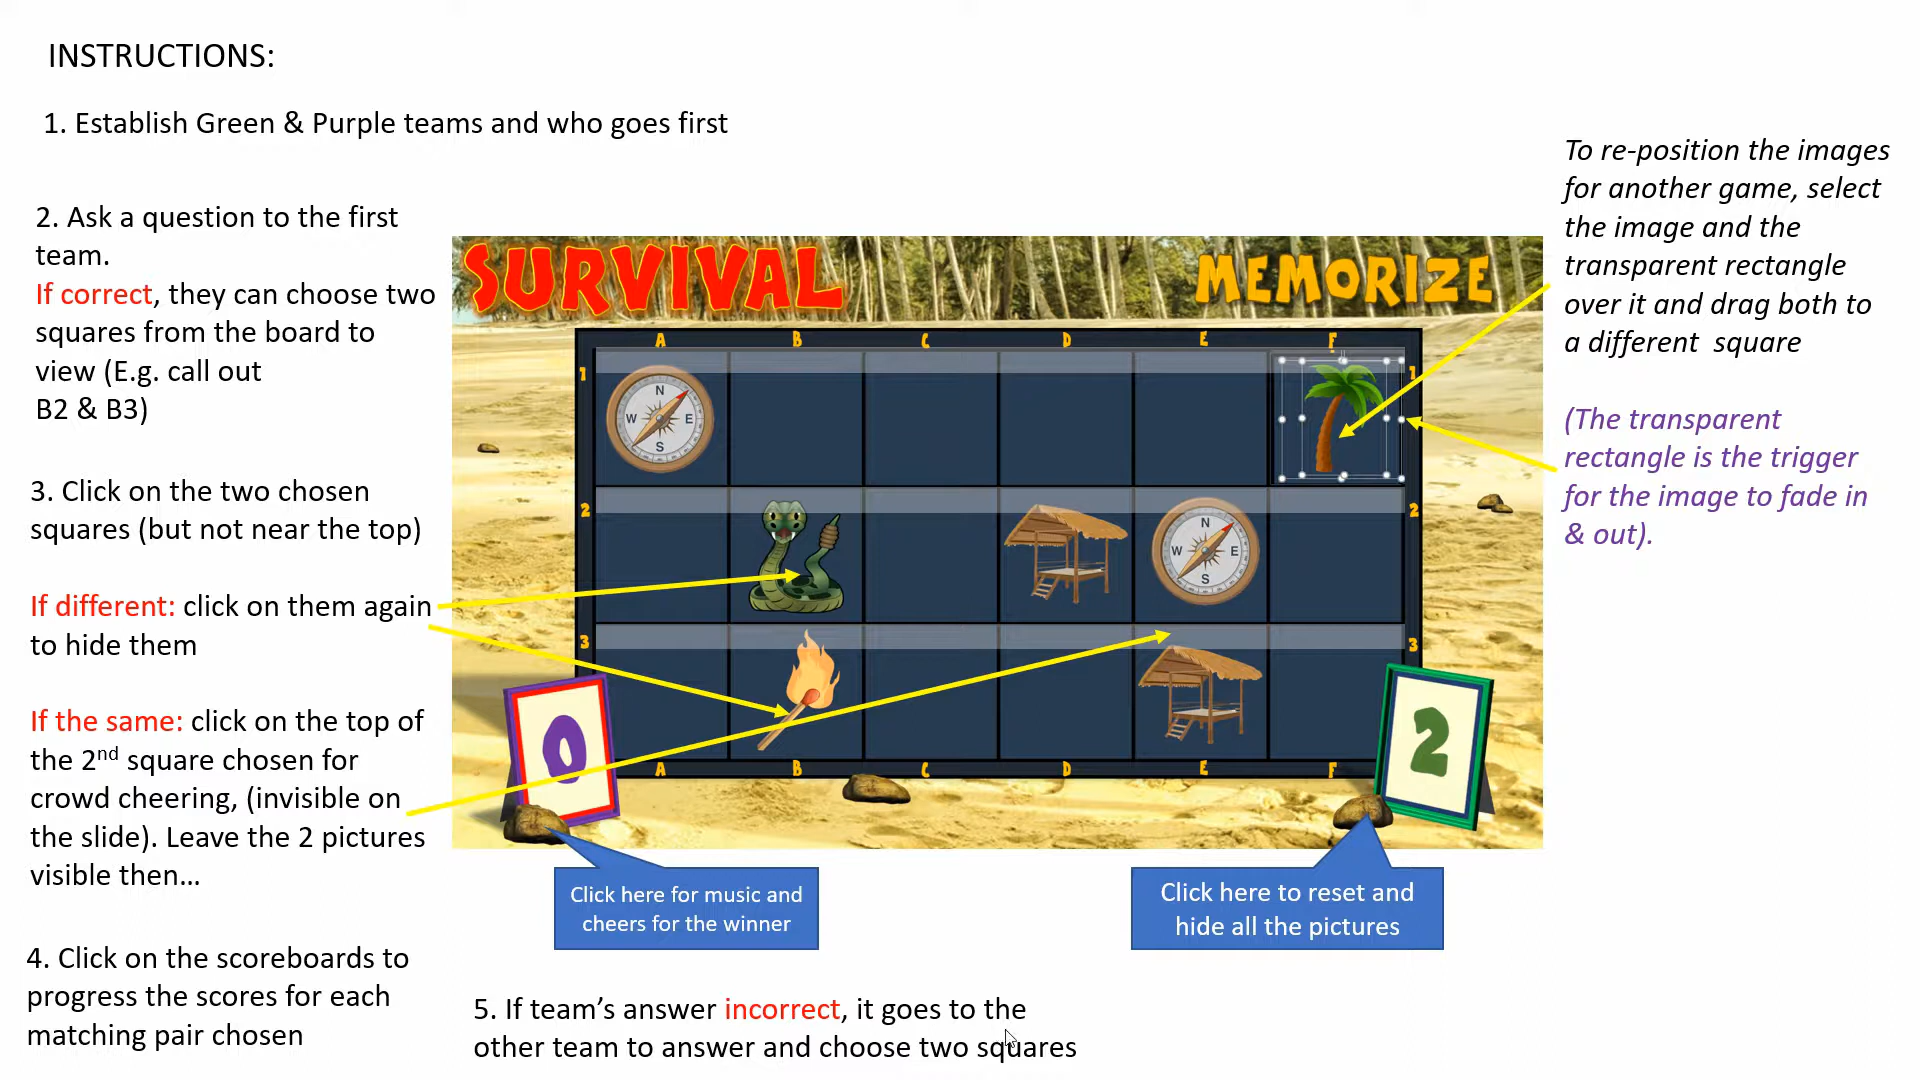 INSTRUCTIONS:
1. Establish Green & Purple teams and who goes first
2. Ask a question to the first
team.
If correct, they can choose two
squares from the board to
view (E.g. call out
B2 & B3)
3. Click on the two chosen
squares (but not near the top)
If different: click on them again
to hide them
If the same: click on the top of
the 2nd square chosen for
crowd cheering, (invisible on
the slide). Leave the 2 pictures
visible then...
4. Click on the scoreboards to
progress the scores for each
matching pair chosen
SURVIVAL MEMORIZE
A B C D E F
1 N W E S 1
2 N W E S 2
3 3
0 2
A B C D E F
Click here for music and
cheers for the winner
Click here to reset and
hide all the pictures
5. If team's answer incorrect, it goes to the
other team to answer and choose two squares
To re-position the images
for another game, select
the image and the
transparent rectangle
over it and drag both to
a different square
(The transparent
rectangle is the trigger
for the image to fade in
& out).